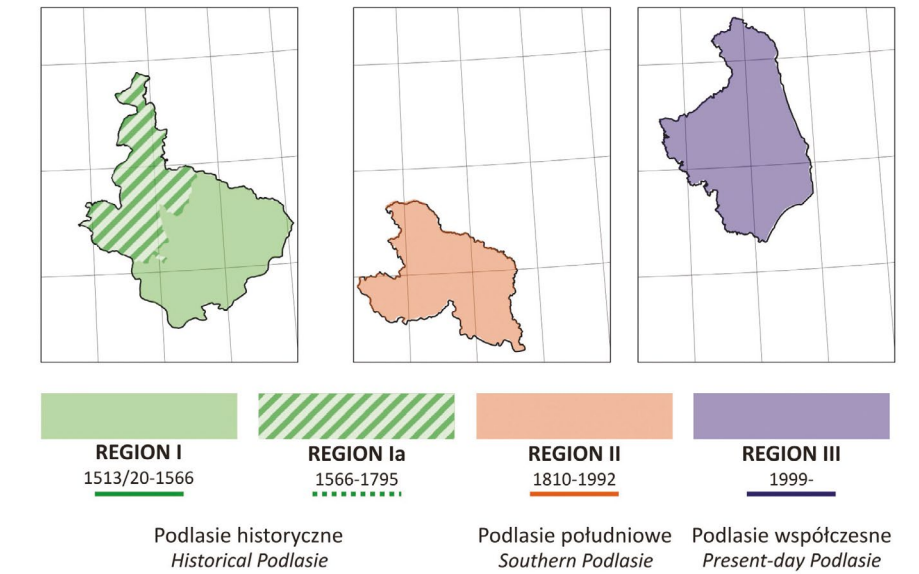 REGION I
1513/20-1566
REGION Ia
1566-1795
REGION II
1810-1992
REGION III
1999-
Podlasie historyczne
Historical Podlasie
Podlasie południowe
Southern Podlasie
Podlasie współczesne
Present-day Podlasie